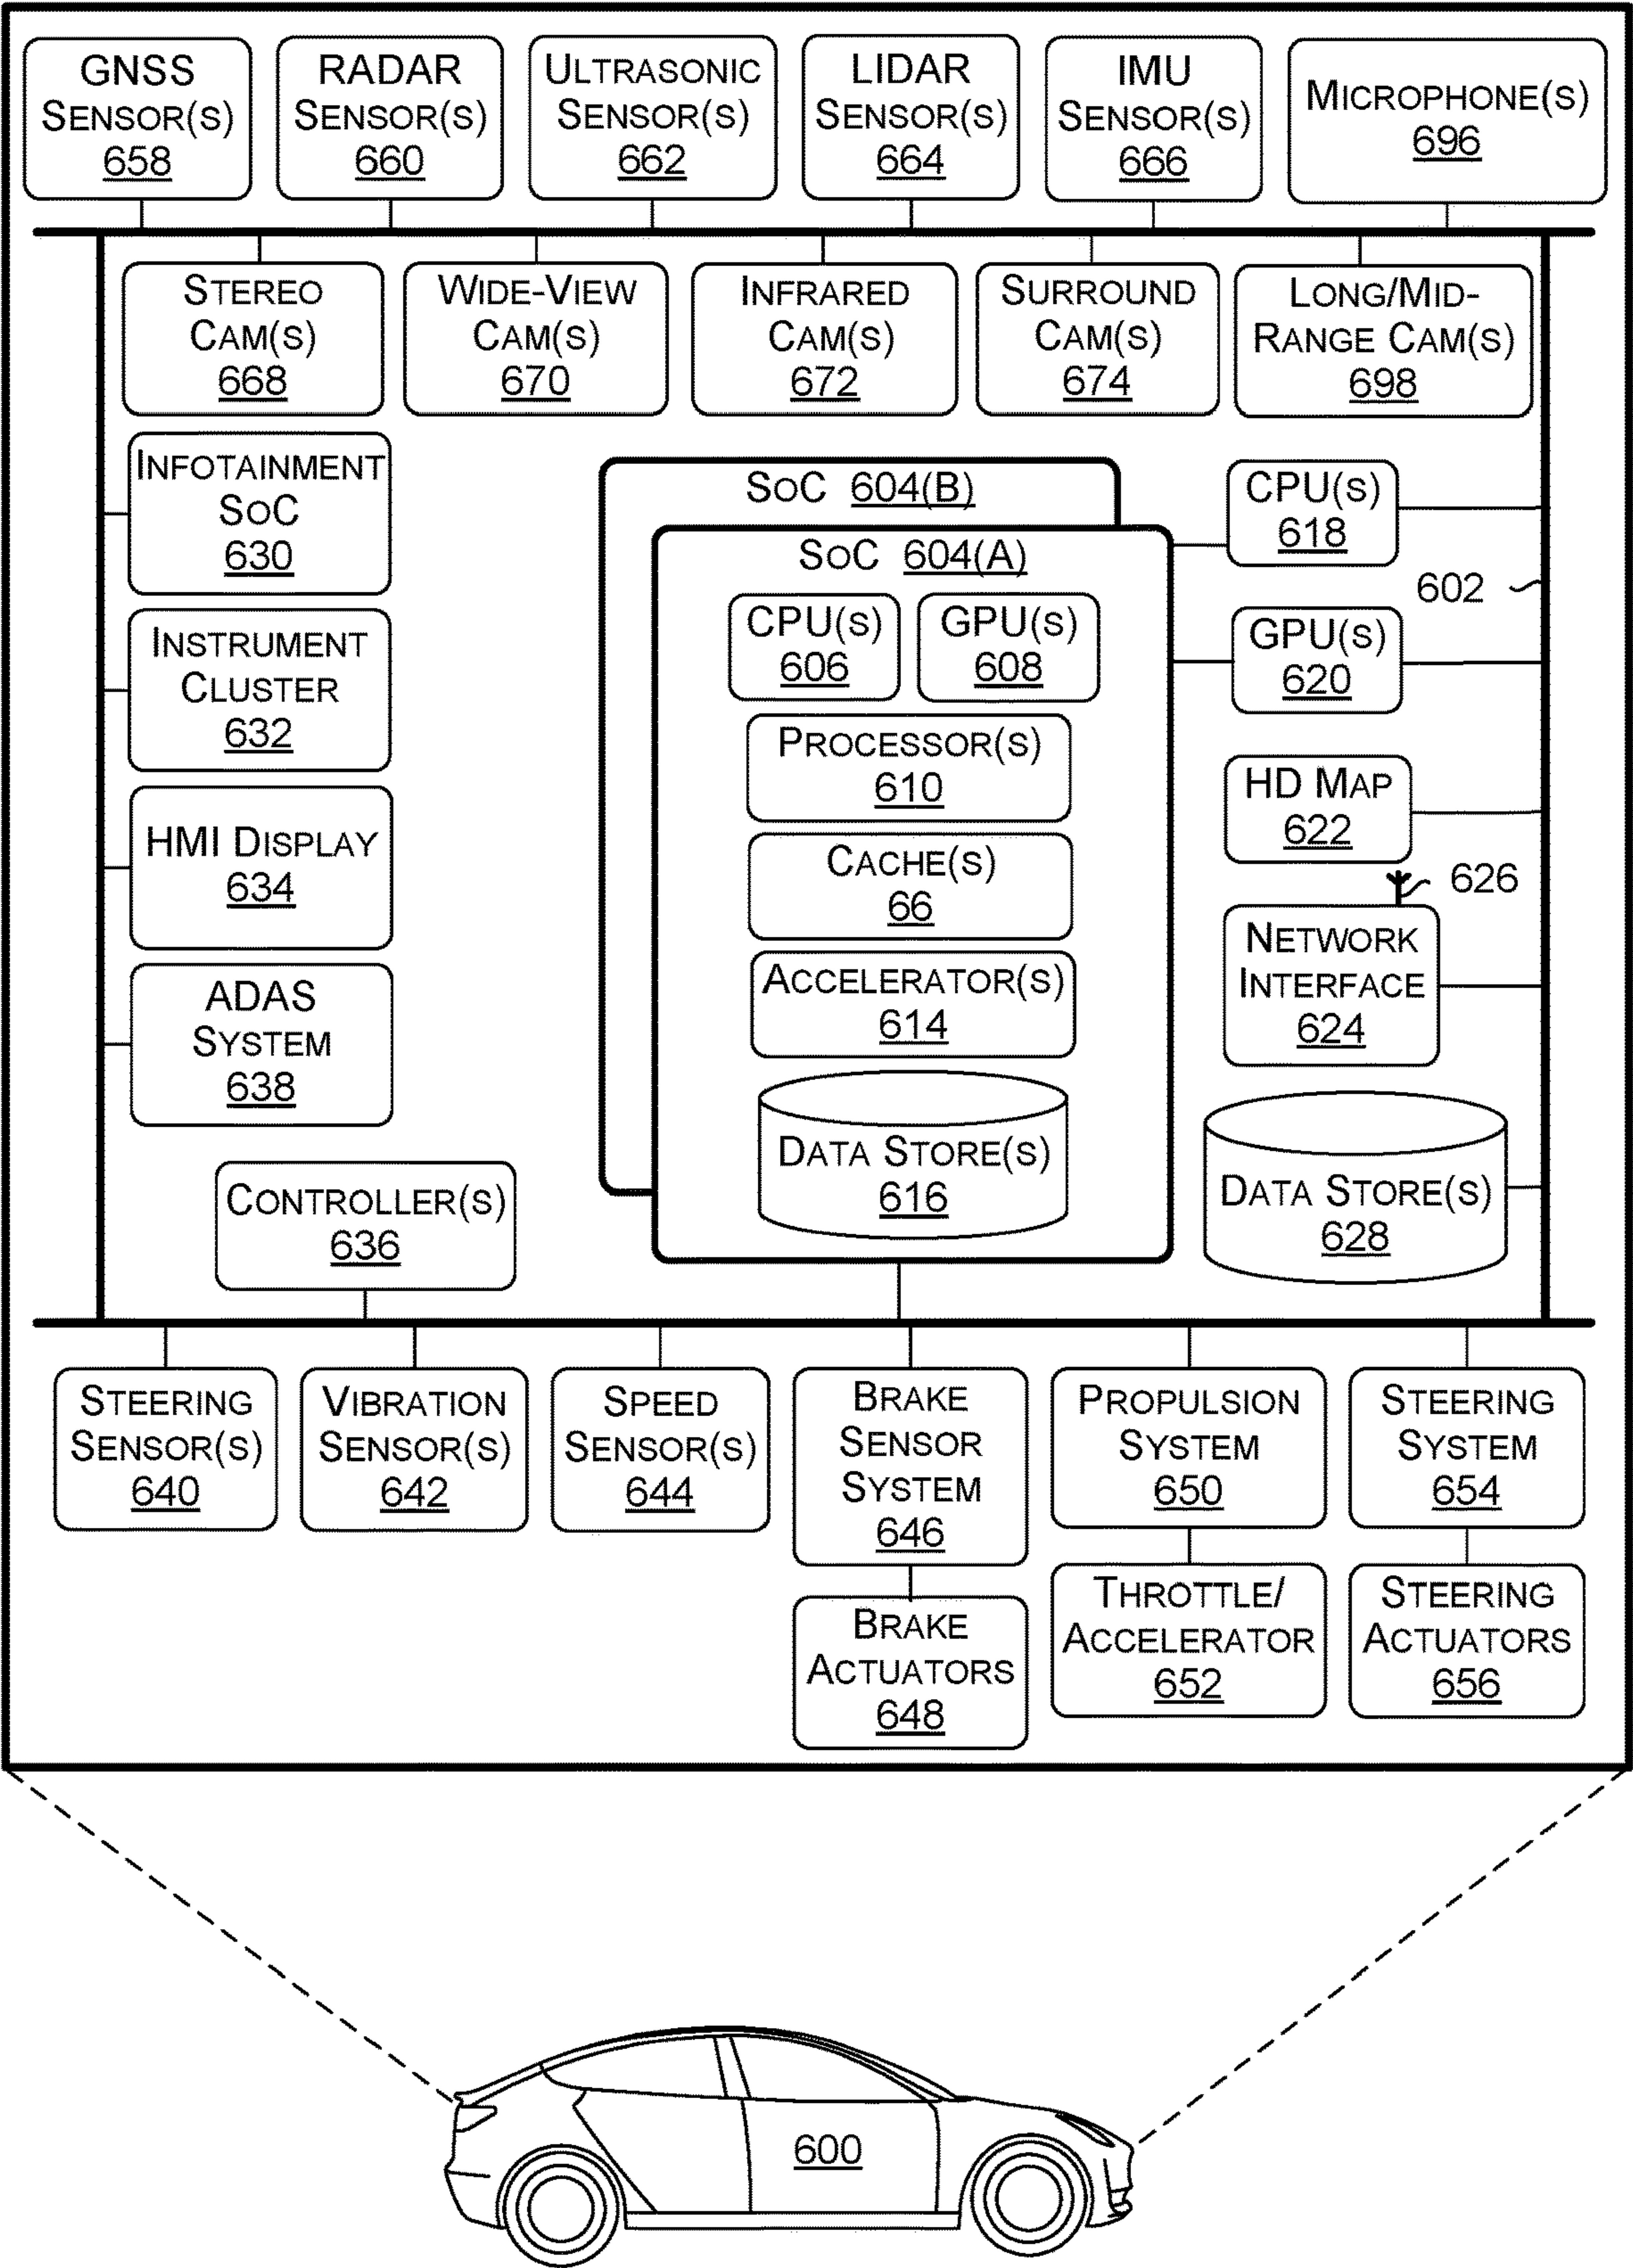 GNSS
SENSOR(S)
658
RADAR
SENSOR(S)
660
ULTRASONIC
SENSOR(S)
662
LIDAR
SENSOR(S)
664
IMU
SENSOR(S)
666
MICROPHONE(S)
696
STEREO
CAM(S)
668
WIDE-VIEW
CAM(S)
670
INFRARED
CAM(S)
672
SURROUND
CAM(S)
674
LONG/MID-
RANGE CAM(S)
698
INFOTAINMENT
SOC
630
INSTRUMENT
CLUSTER
632
HMI DISPLAY
634
ADAS
SYSTEM
638
CONTROLLER(S)
636
SOC 604(B)
SOC 604(A)
CPU(S)
606
GPU(S)
608
PROCESSOR(S)
610
CACHE(S)
66
ACCELERATOR(S)
614
DATA STORE(S)
616
CPU(S)
618
602
GPU(S)
620
HD MAP
622
626
NETWORK
INTERFACE
624
DATA STORE(S)
628
STEERING
SENSOR(S)
640
VIBRATION
SENSOR(S)
642
SPEED
SENSOR(S)
644
BRAKE
SENSOR
SYSTEM
646
BRAKE
ACTUATORS
648
PROPULSION
SYSTEM
650
THROTTLE/
ACCELERATOR
652
STEERING
SYSTEM
654
STEERING
ACTUATORS
656
600